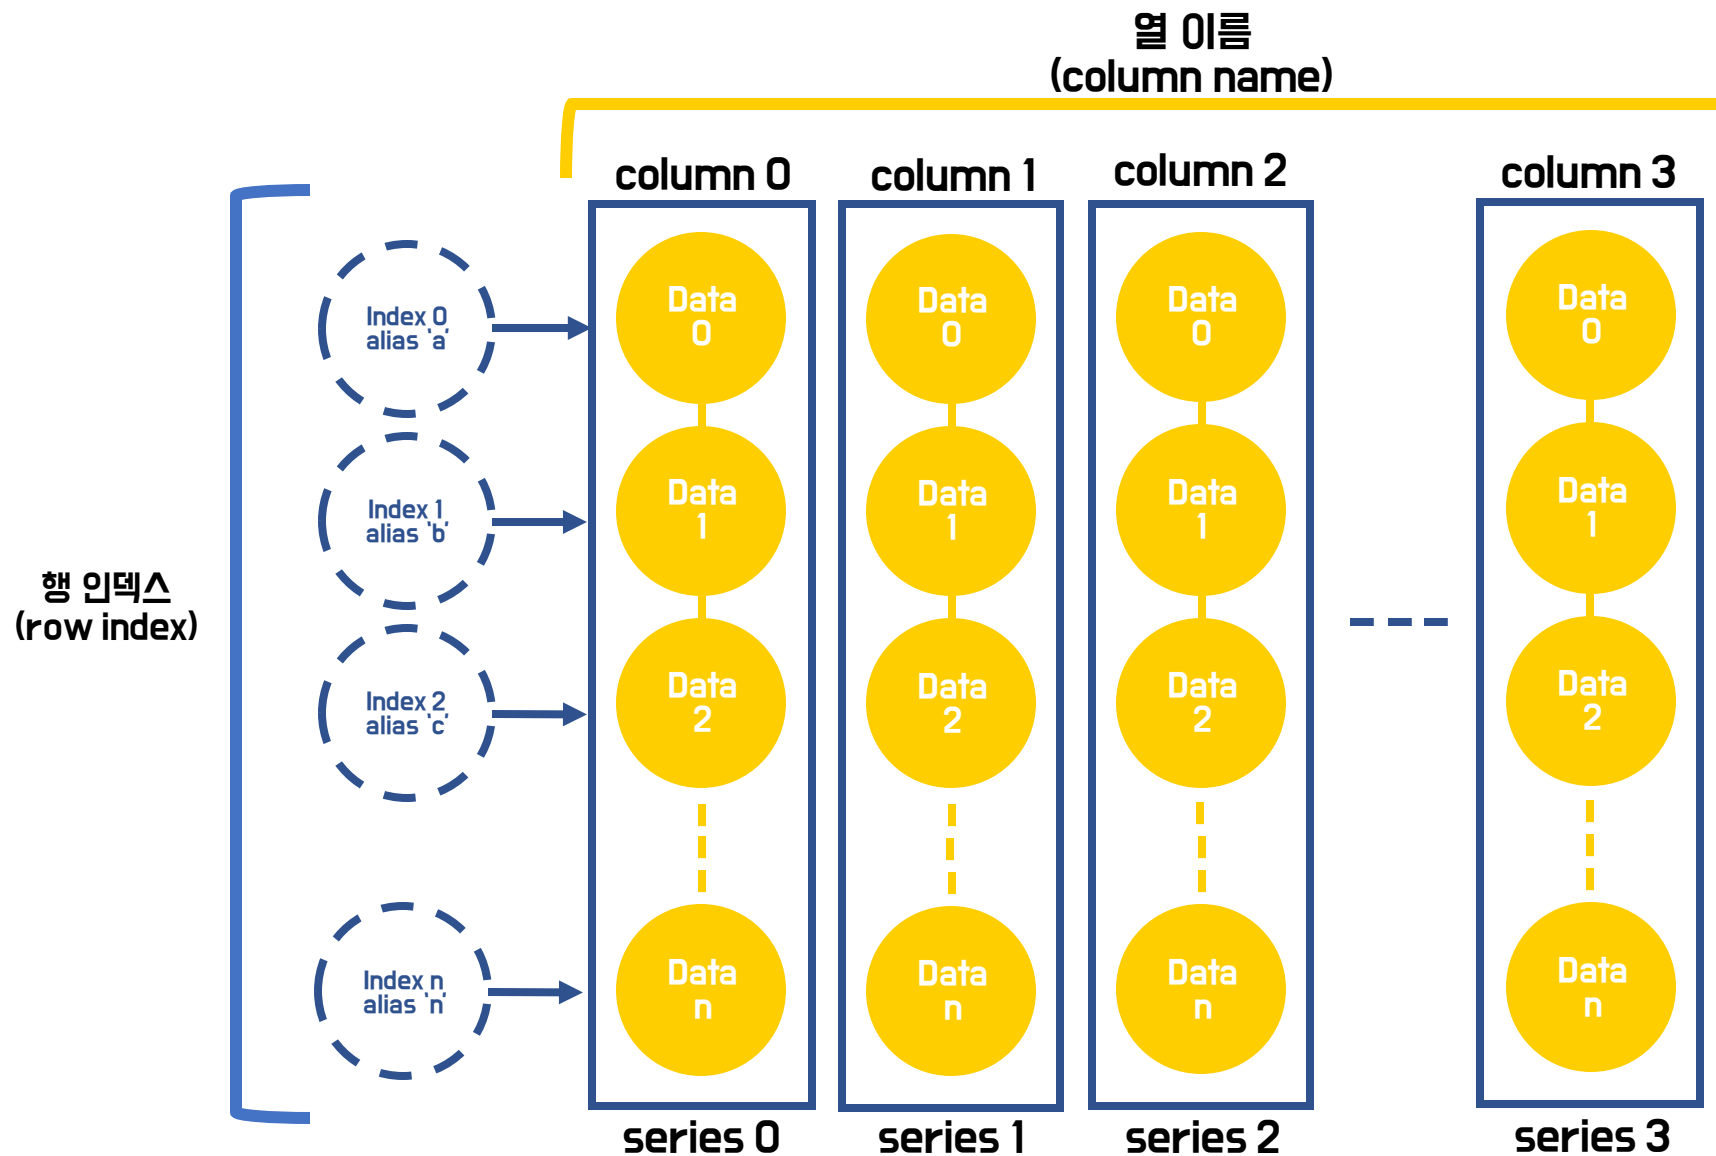 열 이름
(column name)
column 0
column 1
column 2
column 3
행 인덱스
(row index)
Index 0
alias 'a'
Index 1
alias 'b'
Index 2
alias 'c'
Index n
alias 'n'
Data
0
Data
1
Data
2
Data
n
Data
0
Data
1
Data
2
Data
n
Data
0
Data
1
Data
2
Data
n
Data
0
Data
1
Data
2
Data
n
series 0
series 1
series 2
series 3